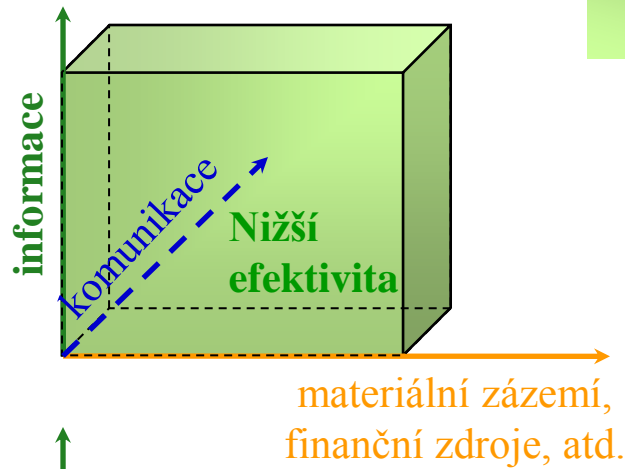 informace
komunikace
Nižší
efektivita
materiální zázemí,
finanční zdroje, atd.